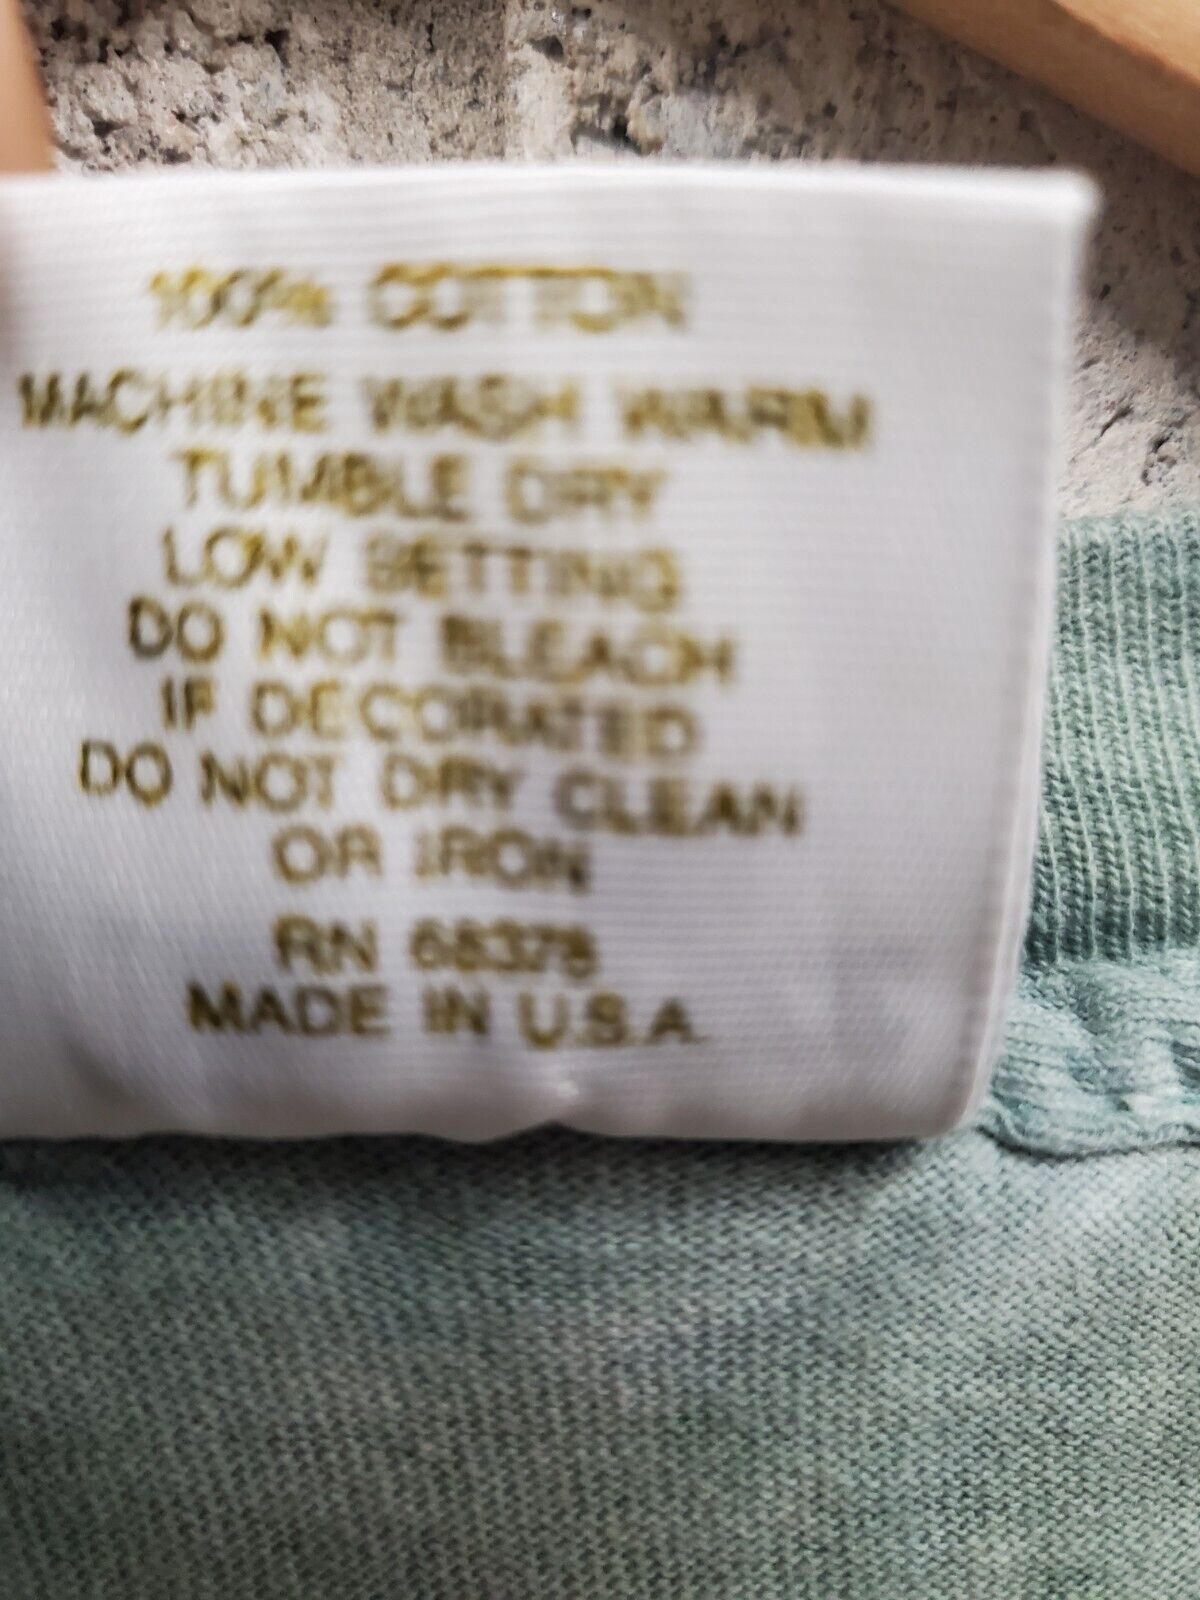 100% COTTON
MACHINE WASH WARM
TUMBLE DRY
LOW SETTING
DO NOT BLEACH
IF DECORATED
DO NOT DRY CLEAN
OR IRON
RN
MADE IN U.S.A.